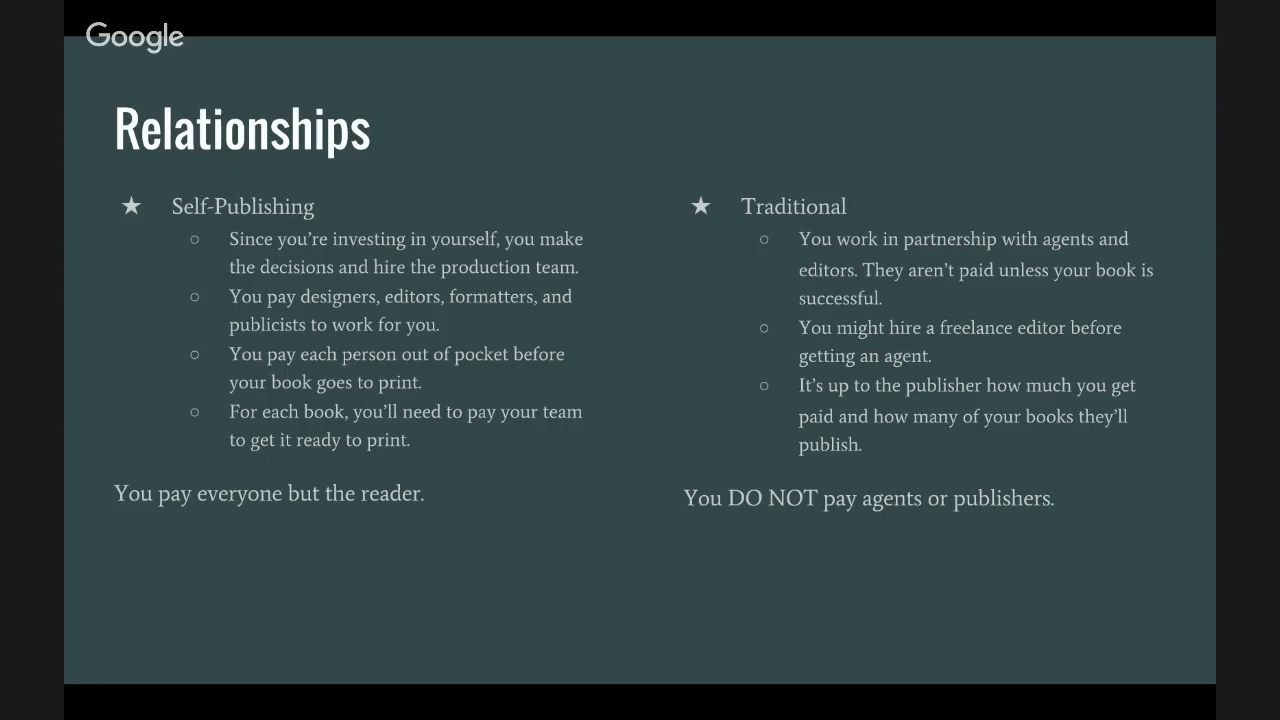 Google
Relationships
★ Self-Publishing
○ Since you're investing in yourself, you make
the decisions and hire the production team.
○ You pay designers, editors, formatters, and
publicists to work for you.
○ You pay each person out of pocket before
your book goes to print.
○ For each book, you'll need to pay your team
to get it ready to print.
You pay everyone but the reader.
★ Traditional
○ You work in partnership with agents and
editors. They aren't paid unless your book is
successful.
○ You might hire a freelance editor before
getting an agent.
○ It's up to the publisher how much you get
paid and how many of your books they'll
publish.
You DO NOT pay agents or publishers.